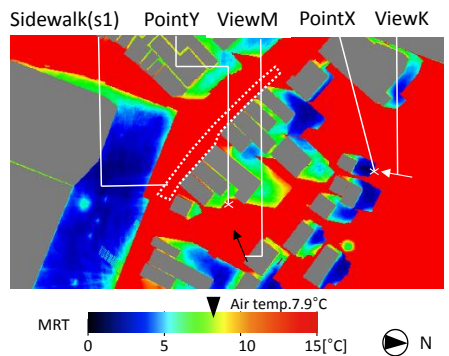 Sidewalk(s1) PointY ViewM PointX ViewK
Air temp.7.9°C
MRT
0 5 10 15[°C]
N